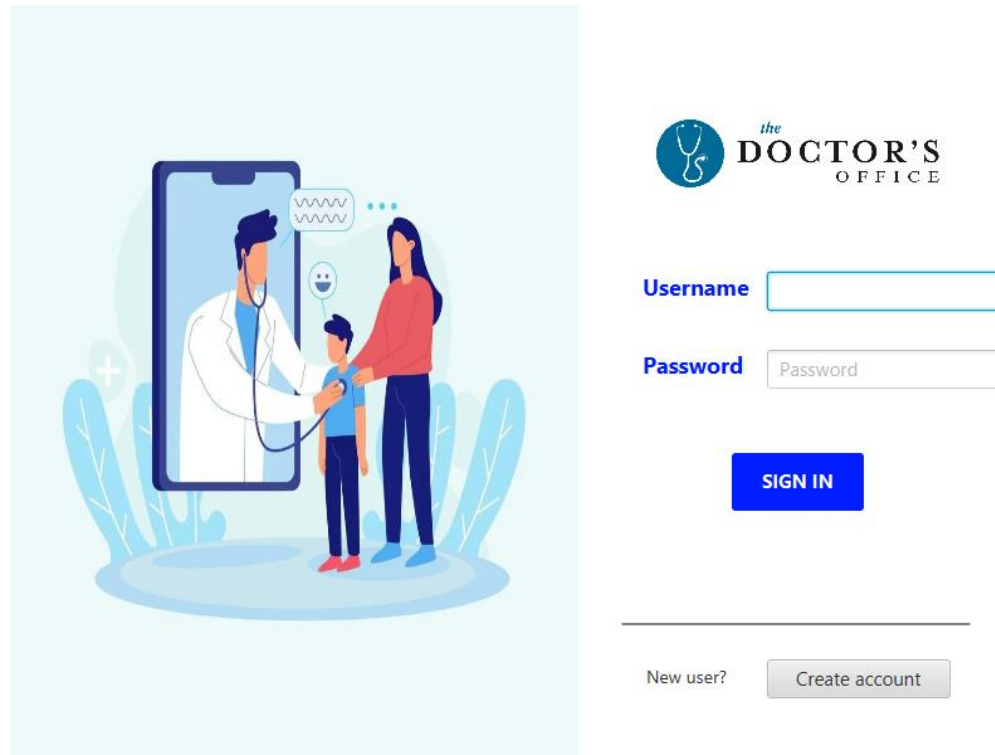 the
DOCTOR'S
OFFICE
Username
Password Password
SIGN IN
New user? Create account